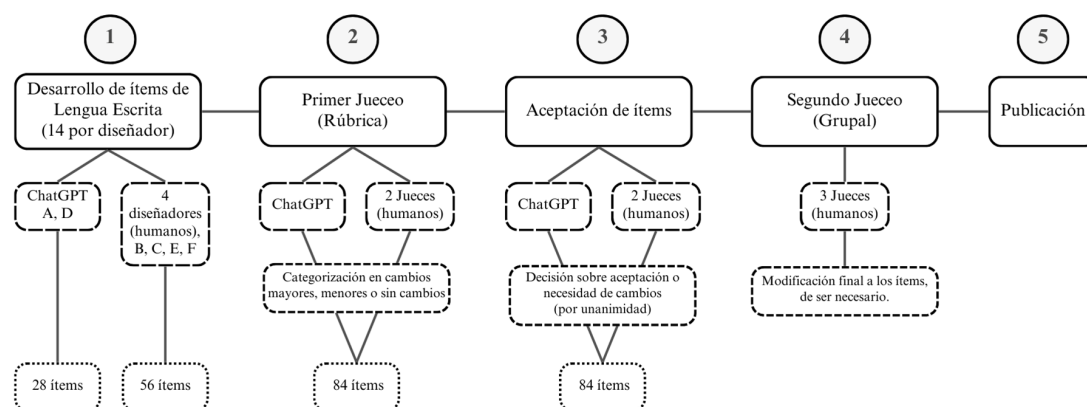 1
2
3
4
5
Desarrollo de ítems de
Lengua Escrita
(14 por diseñador)
Primer Jueceo
(Rúbrica)
Aceptación de ítems
Segundo Jueceo
(Grupal)
Publicación
ChatGPT
A, D
4
diseñadores
(humanos),
B, C, E, F
ChatGPT
2 Jueces
(humanos)
ChatGPT
2 Jueces
(humanos)
3 Jueces
(humanos)
Categorización en cambios
mayores, menores o sin cambios
Decisión sobre aceptación o
necesidad de cambios
(por unanimidad)
Modificación final a los ítems,
de ser necesario.
28 ítems
56 ítems
84 ítems
84 ítems